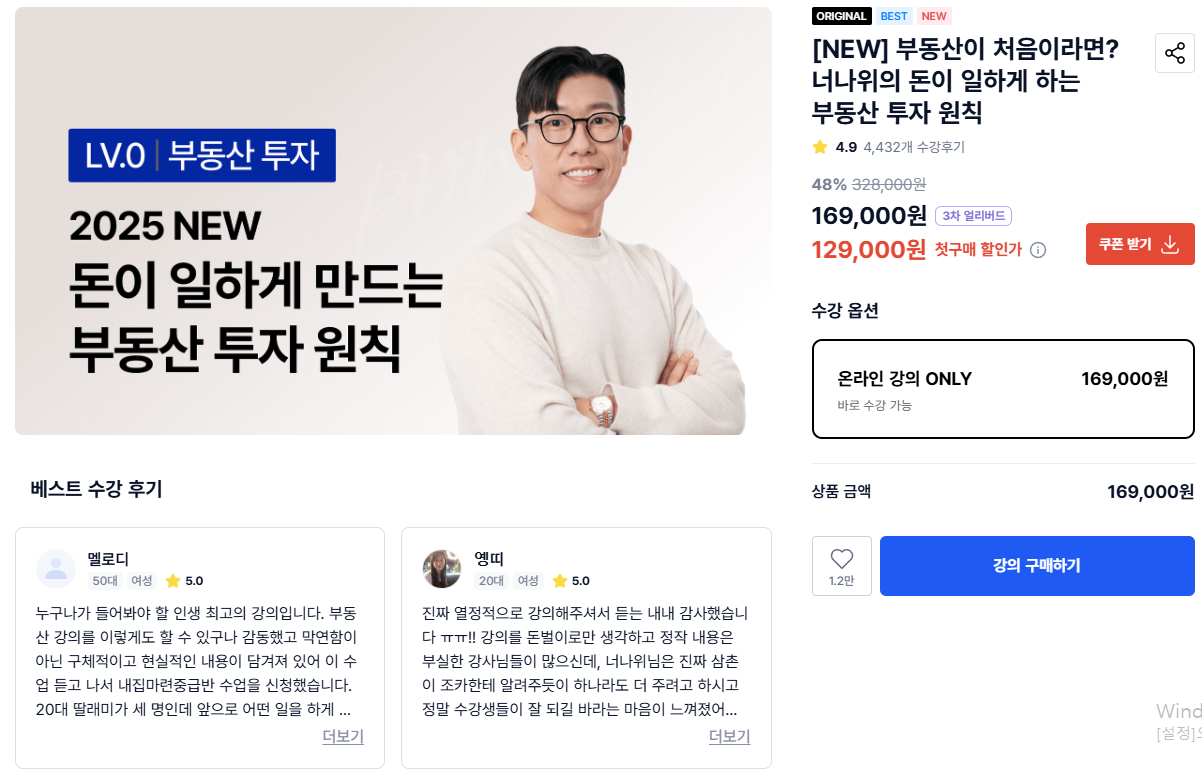 LV.0 | 부동산 투자
2025 NEW
돈이 일하게 만드는
부동산 투자 원칙
ORIGINAL BEST NEW
[NEW] 부동산이 처음이라면?
너나위의 돈이 일하게 하는
부동산 투자 원칙
4.9 4,432개 수강후기
48% 328,000원
169,000원 3차 얼리버드
129,000원 첫구매 할인가
쿠폰 받기
수강 옵션
온라인 강의 ONLY 169,000원
바로 수강 가능
상품 금액 169,000원
1.2만
강의 구매하기
베스트 수강 후기
멜로디
50대 여성 5.0
누구나가 들어봐야 할 인생 최고의 강의입니다. 부동
산 강의를 이렇게도 할 수 있구나 감동했고 막연함이
아닌 구체적이고 현실적인 내용이 담겨져 있어 이 수
업 듣고 나서 내집마련중급반 수업을 신청했습니다.
20대 딸래미가 세 명인데 앞으로 어떤 일을 하게 ...
더보기
옝띠
20대 여성 5.0
진짜 열정적으로 강의해주셔서 듣는 내내 감사했습니
다 ㅠㅠ!! 강의를 돈벌이로만 생각하고 정작 내용은
부실한 강사님들이 많으신데, 너나위님은 진짜 삼촌
이 조카한테 알려주듯이 하나라도 더 주려고 하시고
정말 수강생들이 잘 되길 바라는 마음이 느껴졌어...
더보기
Wind
[설정]으